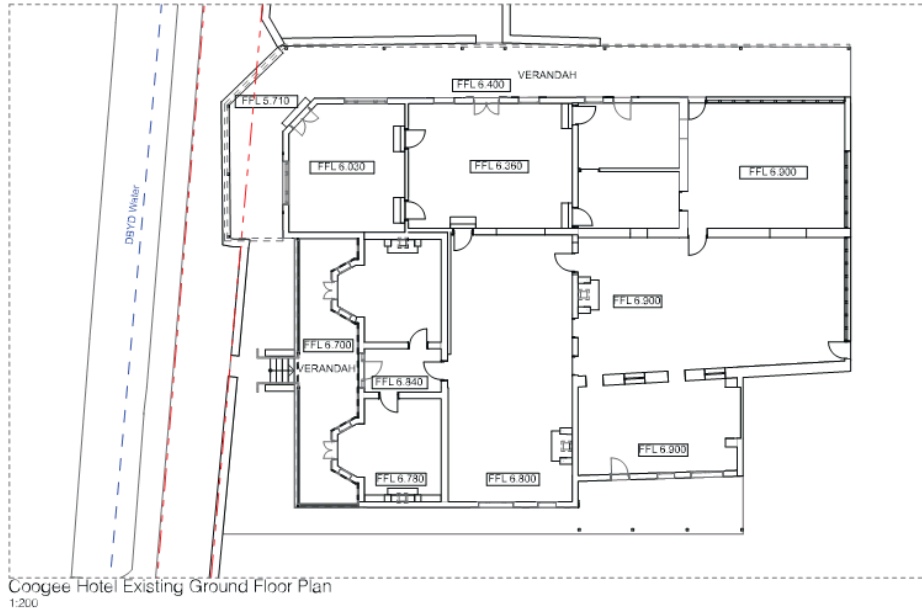 VERANDAH
FFL 6.400
FFL 5.710
FFL 6.030
FFL 6.360
FFL 6.900
DBYD Water
FFL 6.900
FFL 6.700
VERANDAH
FFL 6.840
FFL 6.900
FFL 6.780
FFL 6.800
Coogee Hotel Existing Ground Floor Plan
1:200